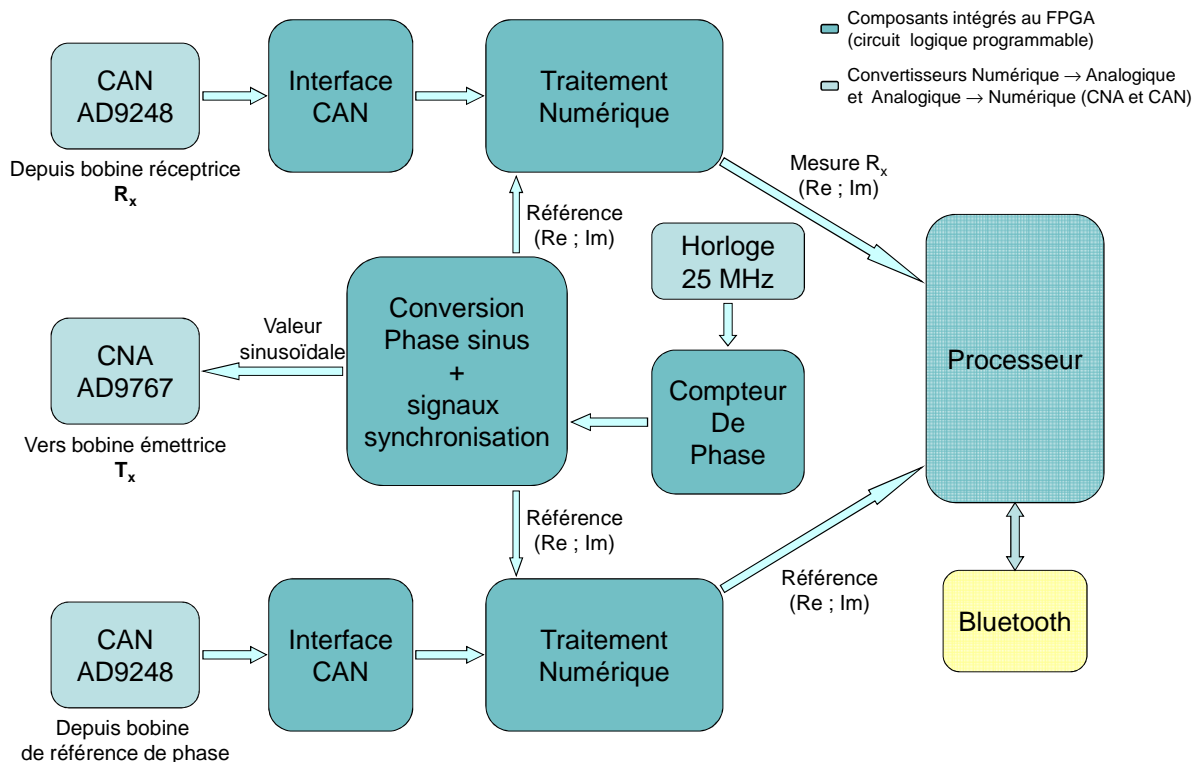 Composants intégrés au FPGA
(circuit logique programmable)
Convertisseurs Numérique → Analogique
et Analogique → Numérique (CNA et CAN)
CAN
AD9248
Depuis bobine réceptrice
Rₓ
Interface
CAN
Traitement
Numérique
Mesure Rₓ
(Re ; Im)
Référence
(Re ; Im)
Horloge
25 MHz
Conversion
Phase sinus
+
signaux
synchronisation
Valeur
sinusoïdale
CNA
AD9767
Vers bobine émettrice
Tₓ
Compteur
De
Phase
Processeur
Référence
(Re ; Im)
Référence
(Re ; Im)
Bluetooth
CAN
AD9248
Depuis bobine
de référence de phase
Interface
CAN
Traitement
Numérique